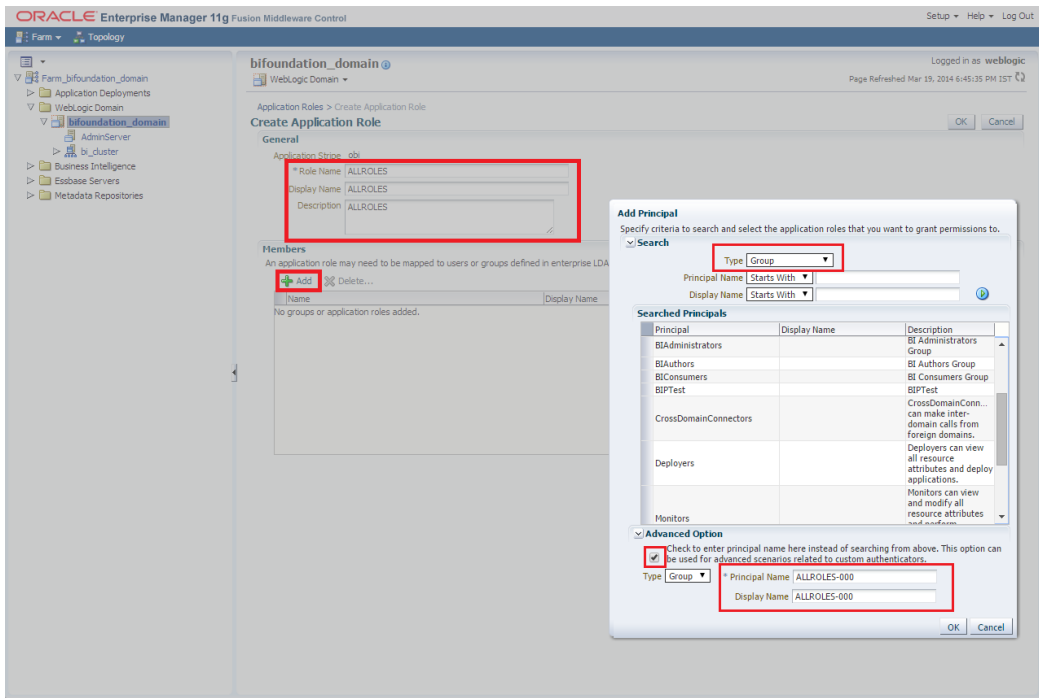 ORACLE Enterprise Manager 11g Fusion Middleware Control
Setup Help Log Out
Farm Topology
Farm_bifoundation_domain
Application Deployments
WebLogic Domain
bifoundation_domain
AdminServer
bi_cluster
Business Intelligence
Essbase Servers
Metadata Repositories
bifoundation_domain
WebLogic Domain
Logged in as weblogic
Page Refreshed Mar 19, 2014 6:45:35 PM IST
Application Roles > Create Application Role
Create Application Role
OK Cancel
General
Application Stripe obi
* Role Name ALLROLES
Display Name ALLROLES
Description ALLROLES
Members
An application role may need to be mapped to users or groups defined in enterprise LDA
Add Delete...
Name Display Name
No groups or application roles added.
Add Principal
Specify criteria to search and select the application roles that you want to grant permissions to.
Search
Type Group
Principal Name Starts With
Display Name Starts With
Searched Principals
Principal Display Name Description
BIAdministrators BI Administrators
Group
BIAuthors BI Authors Group
BIConsumers BI Consumers Group
BIPTest BIPTest
CrossDomainConnectors CrossDomainConn...
can make inter-
domain calls from
foreign domains.
Deployers Deployers can view
all resource
attributes and deploy
applications.
Monitors Monitors can view
and modify all
resource attributes
and perform
Advanced Option
Check to enter principal name here instead of searching from above. This option can
be used for advanced scenarios related to custom authenticators.
Type Group * Principal Name ALLROLES-000
Display Name ALLROLES-000
OK Cancel